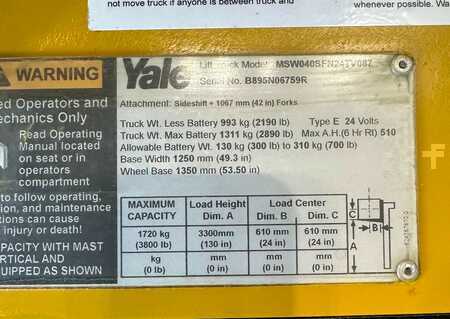 not move truck if anyone is between truck and
whenever possible. Wa
WARNING
ed Operators and
echanics Only
Read Operating
Manual located
on seat or in
operators
compartment
to follow operating,
ion, and maintenance
tions can cause
injury or death!
APACITY WITH MAST
RTICAL AND
UIPPED AS SHOWN
Yale
Lift Truck Model MSW040SFN24TV087
Serial No. B895N06759R
Attachment: Sideshift + 1067 mm (42 in) Forks
Truck Wt. Less Battery 993 kg (2190 lb) Type E 24 Volts
Truck Wt. Max Battery 1311 kg (2890 lb) Max A.H.(6 Hr Rt) 510
Allowable Battery Wt. 130 kg (300 lb) to 310 kg (700 lb)
Base Width 1250 mm (49.3 in)
Wheel Base 1350 mm (53.50 in)
MAXIMUM CAPACITY Load Height Dim. A Load Center Dim. B Dim. C
1720 kg 3300mm 610 mm 610 mm
(3800 lb) (130 in) (24 in) (24 in)
kg mm mm mm
(0 lb) (0 in) (0 in) (0 in)
C
B
A